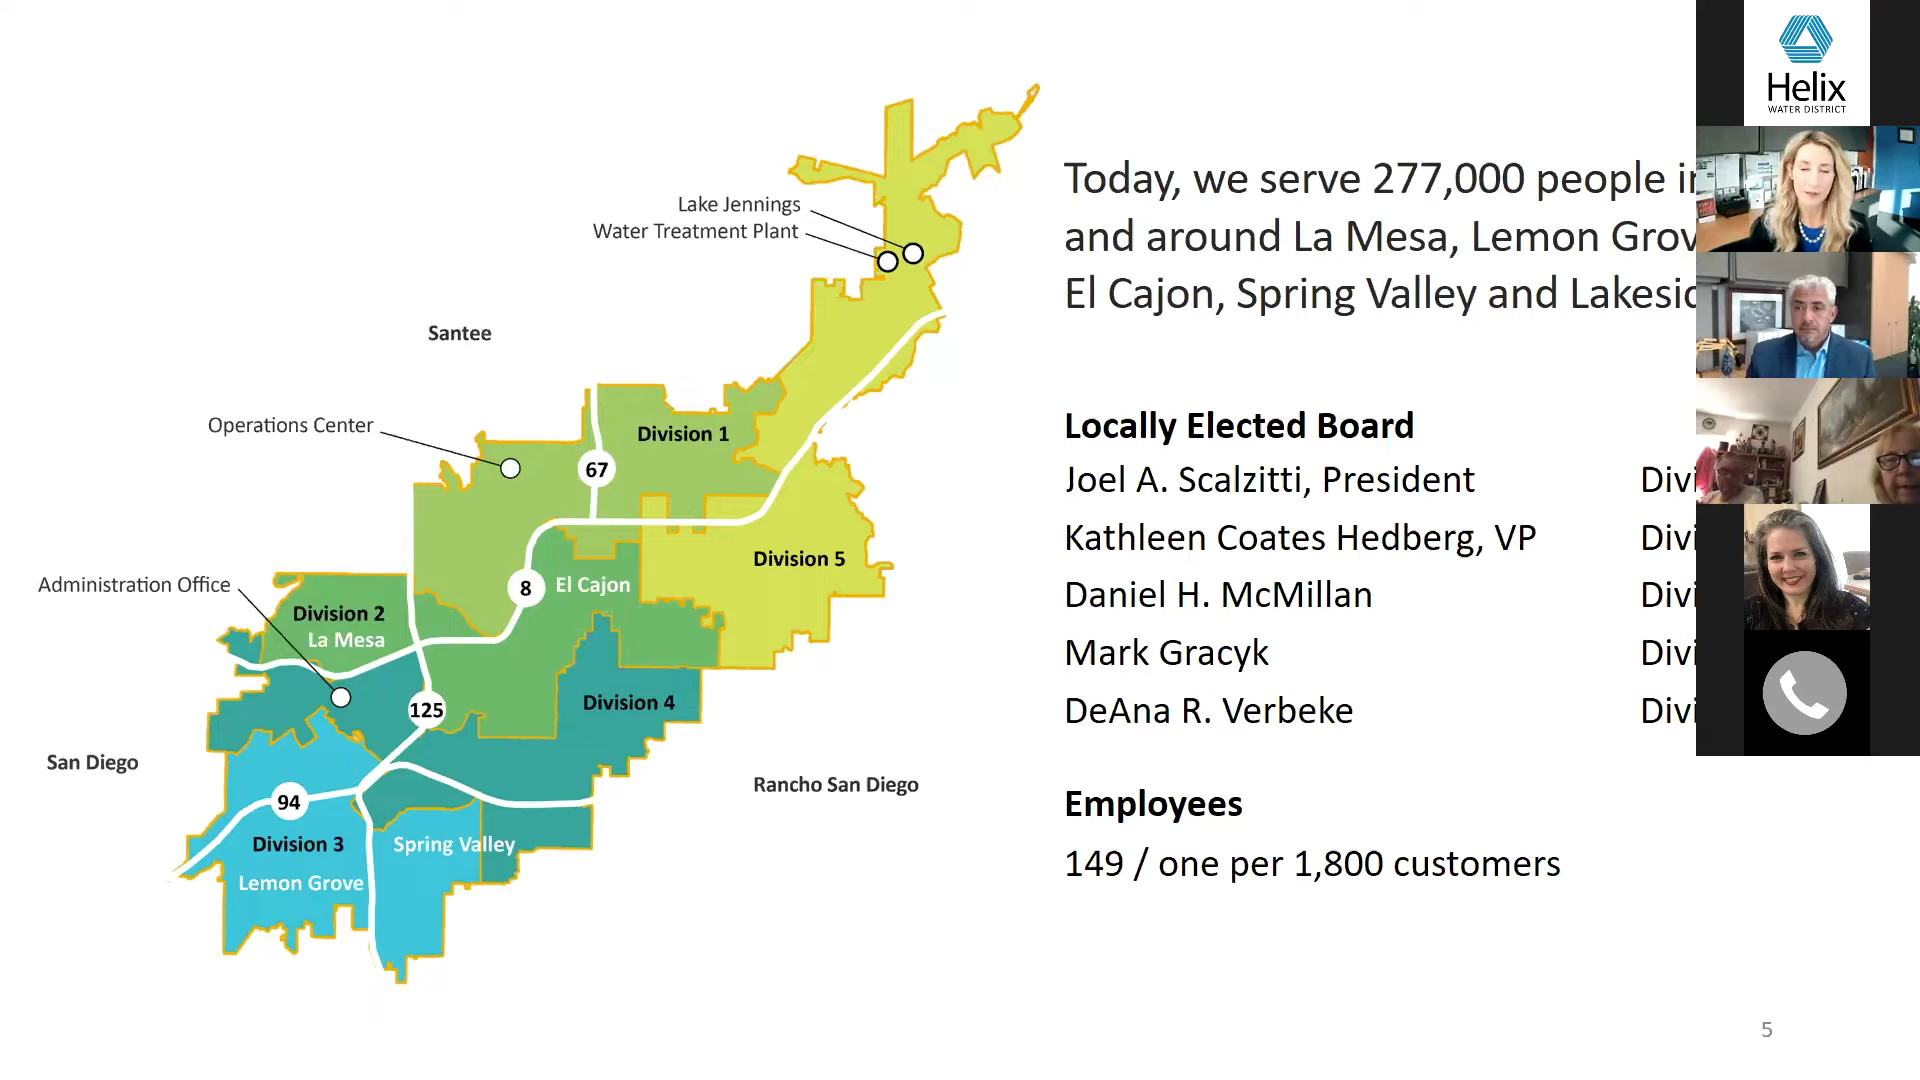 Helix
WATER DISTRICT
Lake Jennings
Water Treatment Plant
Santee
Operations Center
Division 1
67
Division 5
8
El Cajon
Administration Office
Division 2
La Mesa
Division 4
125
San Diego
Rancho San Diego
94
Division 3
Spring Valley
Lemon Grove
Today, we serve 277,000 people
and around La Mesa, Lemon
El Cajon, Spring Valley and
Locally Elected Board
Joel A. Scalzitti, President
Kathleen Coates Hedberg, VP
Daniel H. McMillan
Mark Gracyk
DeAna R. Verbeke
Employees
149 / one per 1,800 customers
5